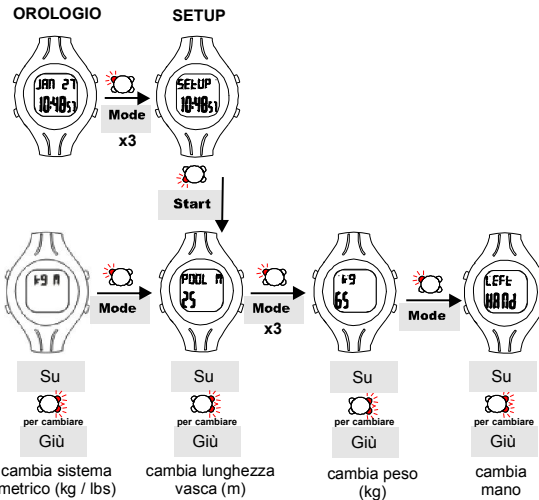 OROLOGIO SETUP
JAN 27
10:48 51
Mode
x3
SEtUP
10:48 51
Start
kg M
Mode
POOL M
25
Mode
x3
kg
65
Mode
LEFt
HANd
Su Su Su Su
per cambiare per cambiare per cambiare per cambiare
Giù Giù Giù Giù
cambia sistema
metrico (kg / lbs)
cambia lunghezza
vasca (m)
cambia peso
(kg)
cambia
mano